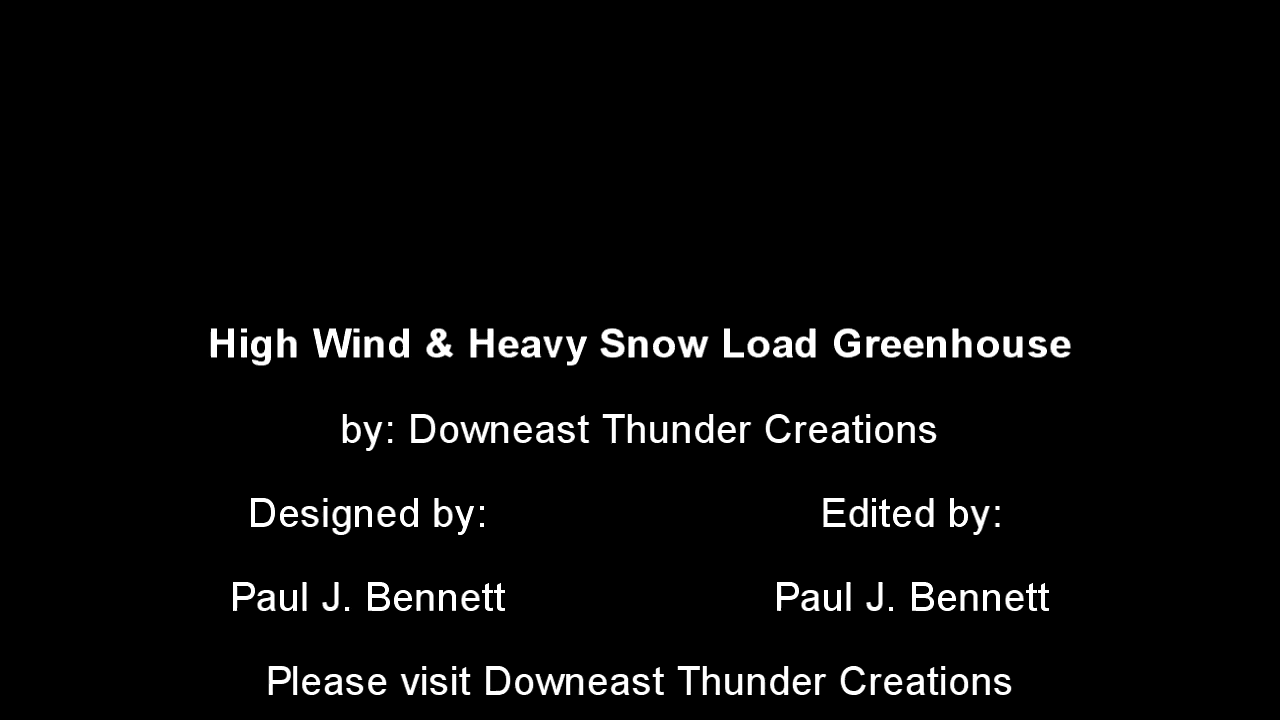 High Wind & Heavy Snow Load Greenhouse
by: Downeast Thunder Creations
Designed by: Edited by:
Paul J. Bennett Paul J. Bennett
Please visit Downeast Thunder Creations